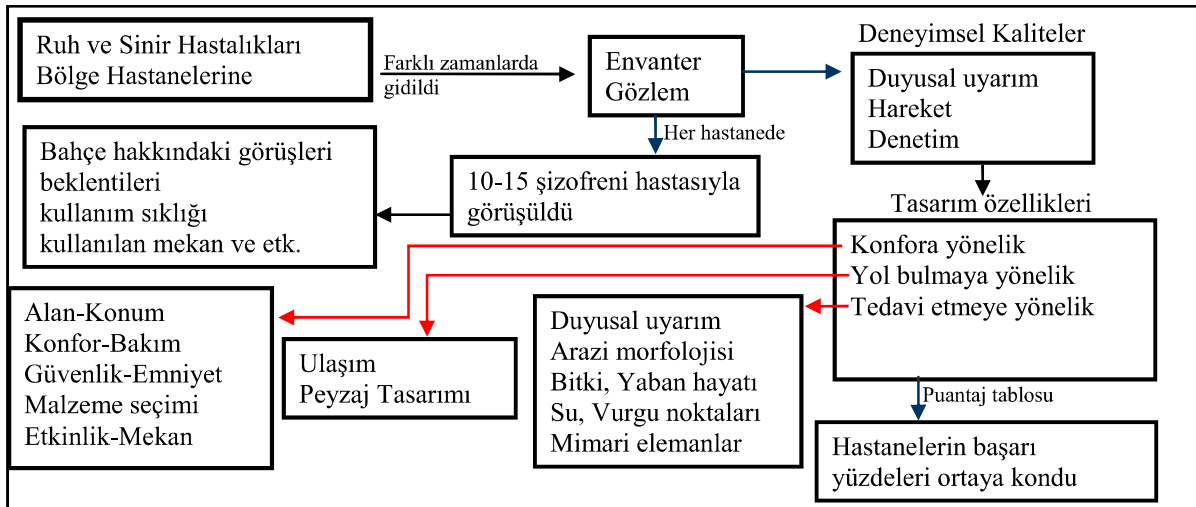 Ruh ve Sinir Hastalıkları
Bölge Hastanelerine
Farklı zamanlarda
gidildi
Envanter
Gözlem
Deneyimsel Kaliteler
Duyusal uyarım
Hareket
Denetim
Her hastanede
10-15 şizofreni hastasıyla
görüşüldü
Bahçe hakkındaki görüşleri
beklentileri
kullanım sıklığı
kullanılan mekan ve etk.
Tasarım özellikleri
Konfora yönelik
Yol bulmaya yönelik
Tedavi etmeye yönelik
Alan-Konum
Konfor-Bakım
Güvenlik-Emniyet
Malzeme seçimi
Etkinlik-Mekan
Ulaşım
Peyzaj Tasarımı
Duyusal uyarım
Arazi morfolojisi
Bitki, Yaban hayatı
Su, Vurgu noktaları
Mimari elemanlar
Puantaj tablosu
Hastanelerin başarı
yüzdeleri ortaya kondu